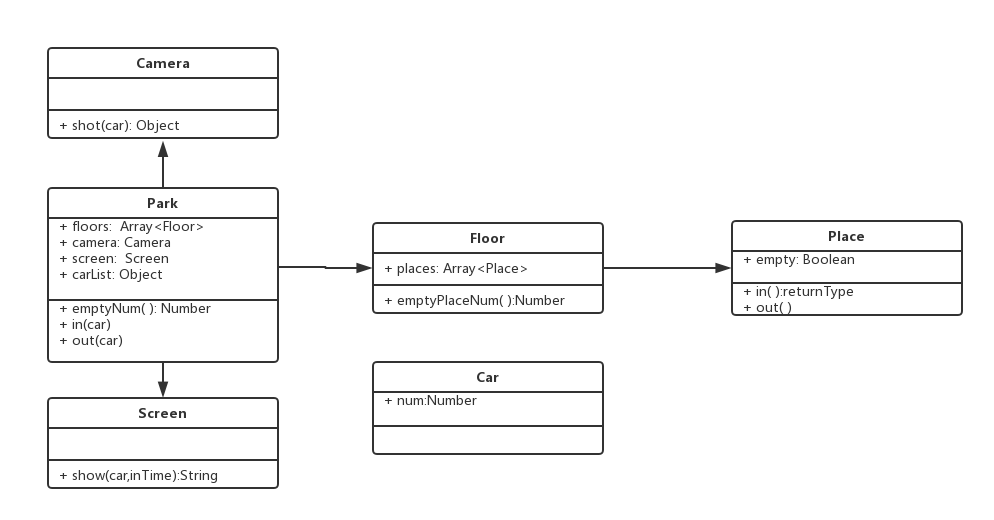 Camera
+ shot(car): Object
Park
+ floors:  Array<Floor>
+ camera: Camera
+ screen:  Screen
+ carList: Object
+ emptyNum( ): Number
+ in(car)
+ out(car)
Screen
+ show(car,inTime):String
Floor
+ places: Array<Place>
+ emptyPlaceNum( ):Number
Car
+ num:Number
Place
+ empty: Boolean
+ in( ):returnType
+ out( )